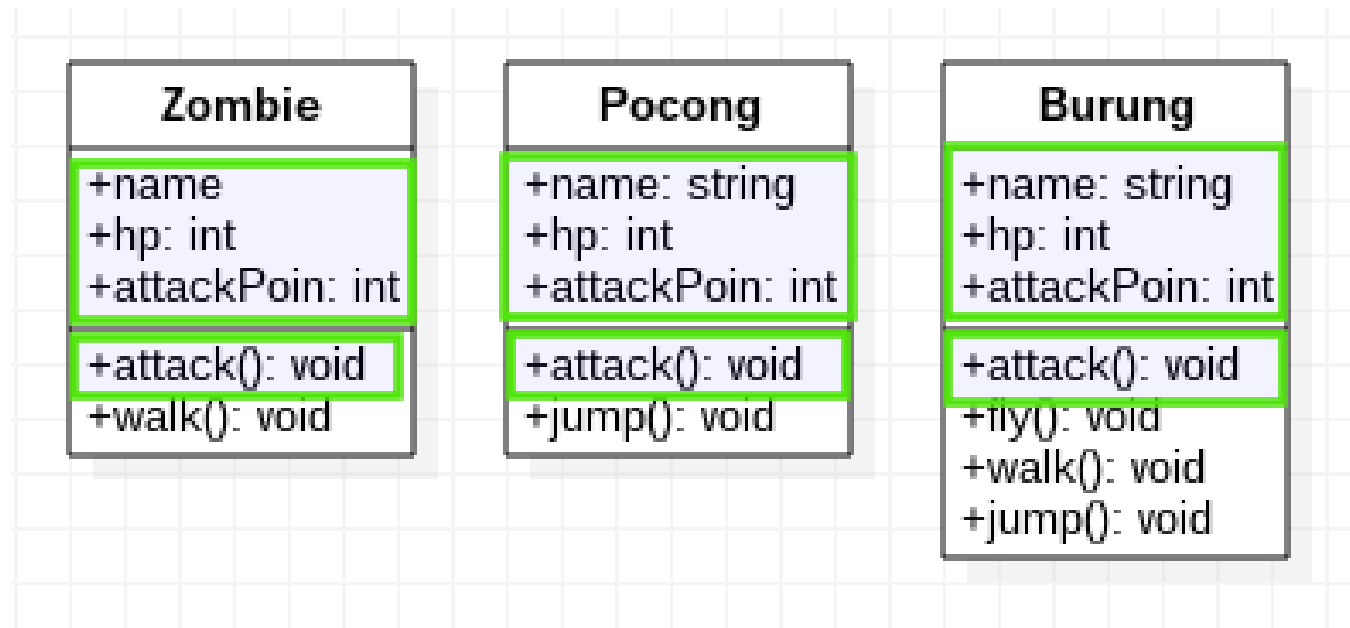 Zombie
+name
+hp: int
+attackPoin: int
+attack(): void
+walk(): void
Pocong
+name: string
+hp: int
+attackPoin: int
+attack(): void
+jump(): void
Burung
+name: string
+hp: int
+attackPoin: int
+attack(): void
+fly(): void
+walk(): void
+jump(): void